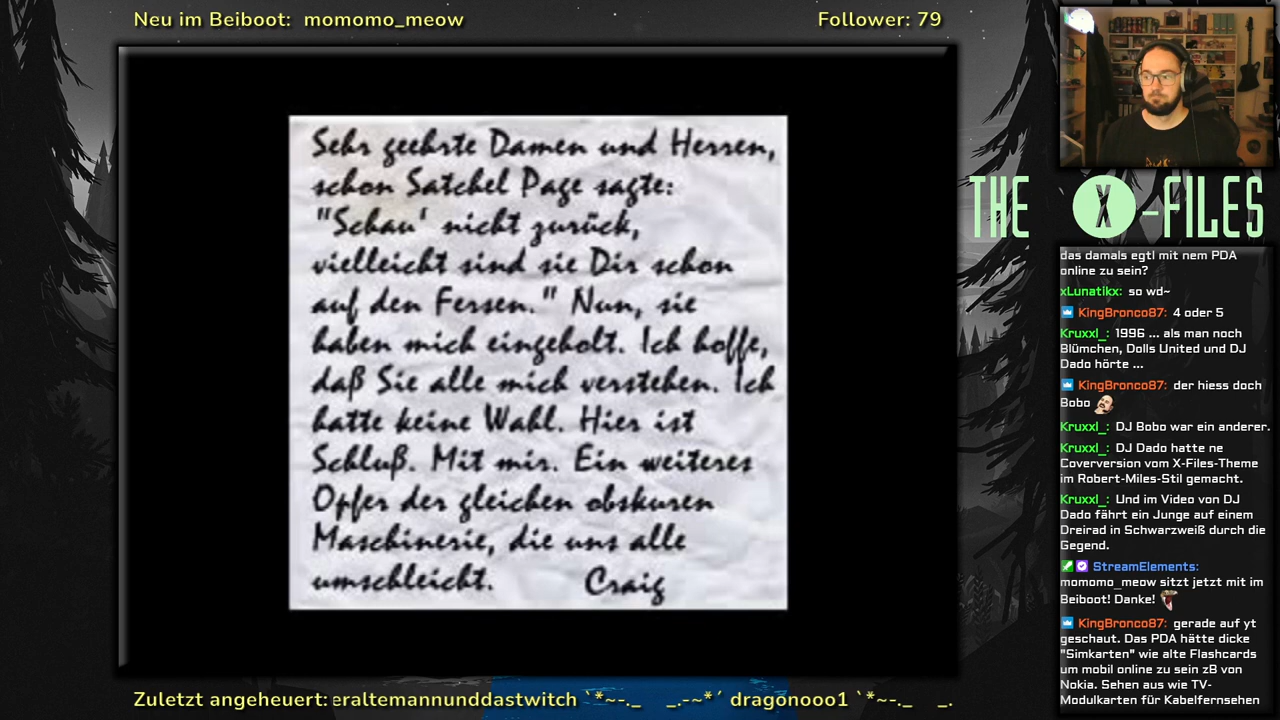 Neu im Beiboot: momomo_meow
Follower: 79
Sehr geehrte Damen und Herren,
schon Satchel Page sagte:
"Schau' nicht zurück,
vielleicht sind sie Dir schon
auf den Fersen." Nun, sie
haben mich eingeholt. Ich hoffe,
daß Sie alle mich verstehen. Ich
hatte keine Wahl. Hier ist
Schluß. Mit mir. Ein weiteres
Opfer der gleichen obskuren
Maschinerie, die uns alle
umschleicht. Craig
THE X-FILES
das damals egtl mit nem PDA
online zu sein?
xLunatikx: so wd~
KingBronco87: 4 oder 5
Kruxxl_: 1996 ... als man noch
Blümchen, Dolls United und DJ
Dado hörte ...
KingBronco87: der hiess doch
Bobo
Kruxxl_: DJ Bobo war ein anderer.
Kruxxl_: DJ Dado hatte ne
Coverversion vom X-Files-Theme
im Robert-Miles-Stil gemacht.
Kruxxl_: Und im Video von DJ
Dado fährt ein Junge auf einem
Dreirad in Schwarzweiß durch die
Gegend.
StreamElements:
momomo_meow sitzt jetzt mit im
Beiboot! Danke!
KingBronco87: gerade auf yt
geschaut. Das PDA hätte dicke
"Simkarten" wie alte Flashcards
um mobil online zu sein zB von
Nokia. Sehen aus wie TV-
Modulkarten für Kabelfernsehen
Zuletzt angeheuert: eraltemannunddastwitch `*~-._ _.-~*´ dragonooo1 `*~-._ _.